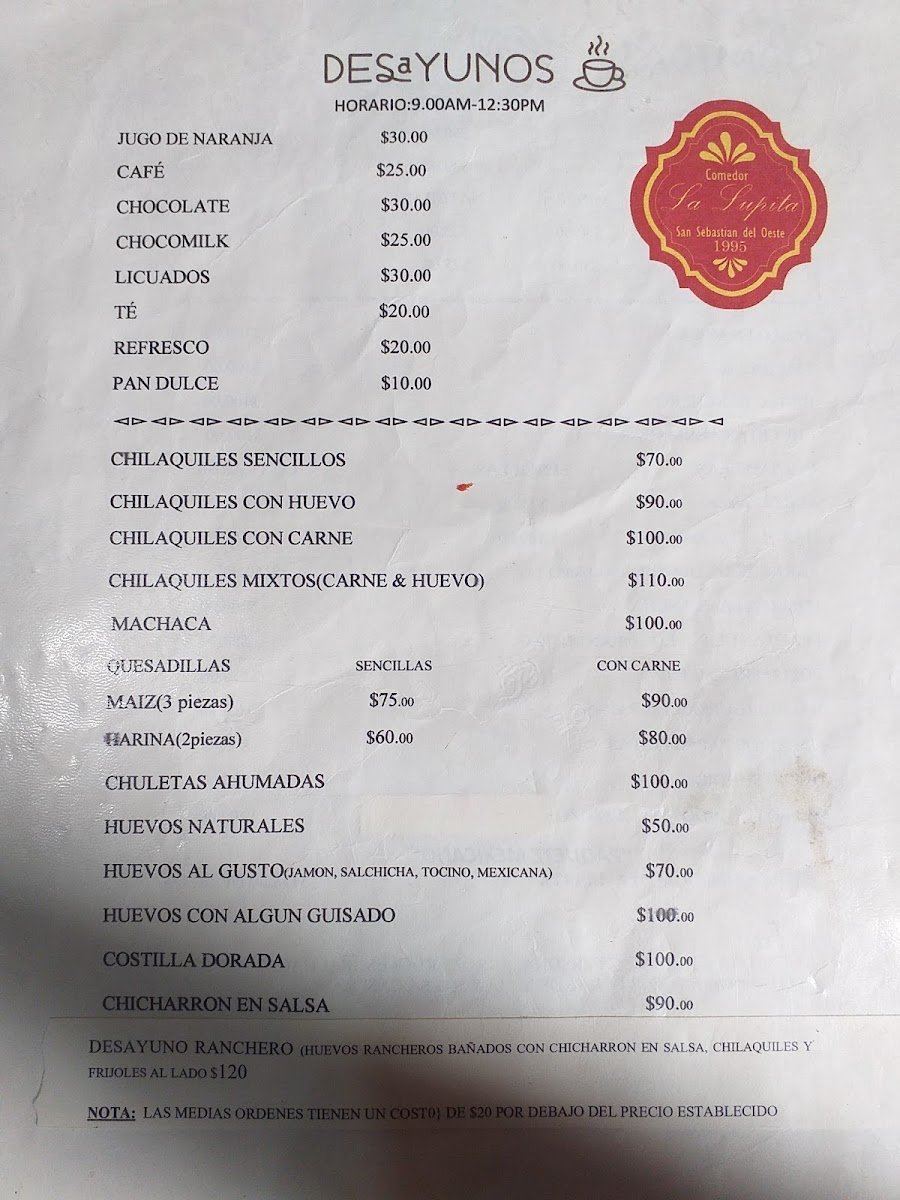 DESaYUNOS
HORARIO:9.00AM-12:30PM
Comedor
La Lupita
San Sebastian del Oeste
1995
JUGO DE NARANJA $30.00
CAFÉ $25.00
CHOCOLATE $30.00
CHOCOMILK $25.00
LICUADOS $30.00
TÉ $20.00
REFRESCO $20.00
PAN DULCE $10.00
CHILAQUILES SENCILLOS $70.00
CHILAQUILES CON HUEVO $90.00
CHILAQUILES CON CARNE $100.00
CHILAQUILES MIXTOS(CARNE & HUEVO) $110.00
MACHACA $100.00
QUESADILLAS SENCILLAS CON CARNE
MAIZ(3 piezas) $75.00 $90.00
HARINA(2piezas) $60.00 $80.00
CHULETAS AHUMADAS $100.00
HUEVOS NATURALES $50.00
HUEVOS AL GUSTO(JAMON, SALCHICHA, TOCINO, MEXICANA) $70.00
HUEVOS CON ALGUN GUISADO $100.00
COSTILLA DORADA $100.00
CHICHARRON EN SALSA $90.00
DESAYUNO RANCHERO (HUEVOS RANCHEROS BAÑADOS CON CHICHARRON EN SALSA, CHILAQUILES Y
FRIJOLES AL LADO $120
NOTA: LAS MEDIAS ORDENES TIENEN UN COST0} DE $20 POR DEBAJO DEL PRECIO ESTABLECIDO